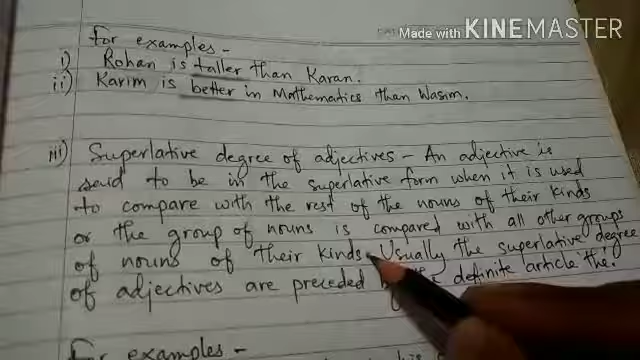 Made with KINEMASTER
for examples -
i) Rohan is taller than Karan.
ii) Karim is better in Mathematics than Wasim.
iii) Superlative degree of adjectives - An adjective is
said to be in the superlative form when it is used
to compare with the rest of the nouns of their kinds
or the group of nouns is compared with all other groups
of nouns of their kinds. Usually the superlative degree
of adjectives are preceded definite article 'the'.
For examples -